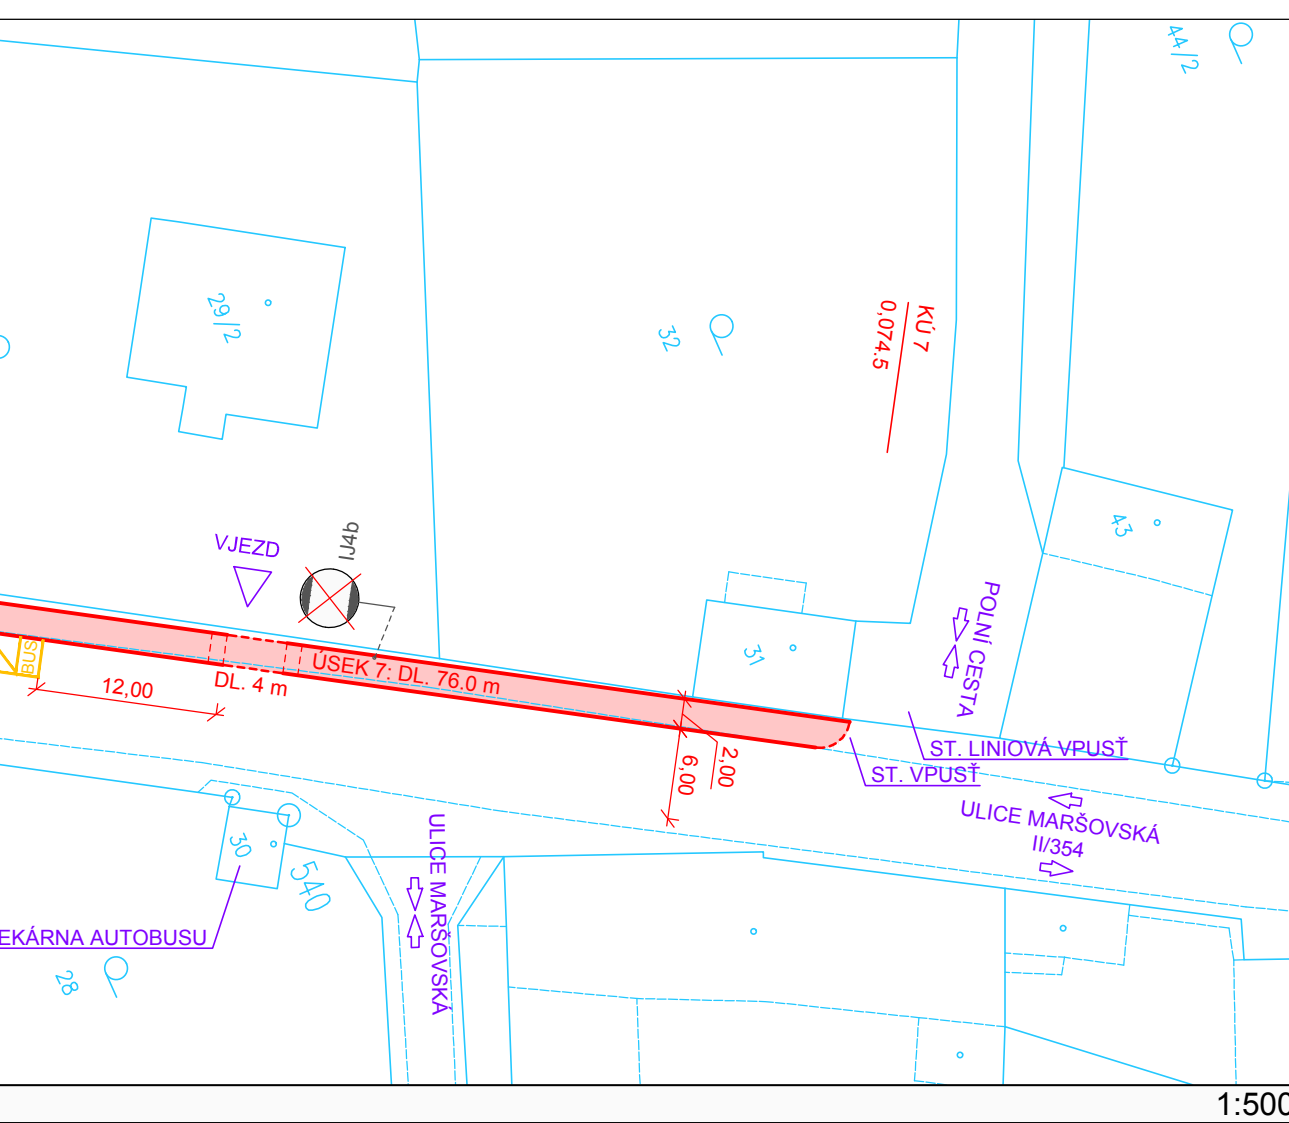 44/2
29/2
32
KÚ 7
0,074.5
43
IJ4b
VJEZD
31
POLNÍ CESTA
BUS
ÚSEK 7: DL. 76.0 m
12,00
DL. 4 m
2,00
6,00
ST. LINIOVÁ VPUSŤ
ST. VPUSŤ
ULICE MARŠOVSKÁ
II/354
30
540
ULICE MARŠOVSKÁ
EKÁRNA AUTOBUSU
28
1:500